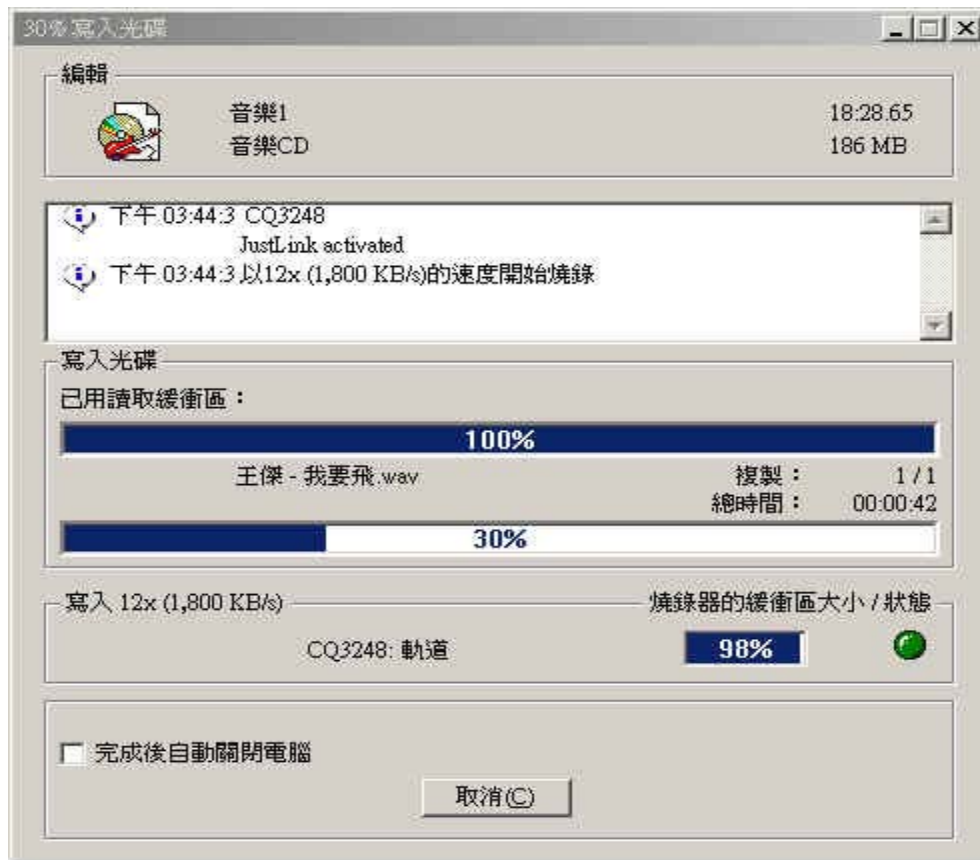 30% 寫入光碟
編輯
音樂1 18:28.65
音樂CD 186 MB
下午 03:44:3 CQ3248
JustLink activated
下午 03:44:3 以12x (1,800 KB/s)的速度開始燒錄
寫入光碟
已用讀取緩衝區：
100%
王傑 - 我要飛.wav 複製： 1 / 1
總時間： 00:00:42
30%
寫入 12x (1,800 KB/s) 燒錄器的緩衝區大小 / 狀態
CQ3248: 軌道 98%
完成後自動關閉電腦
取消(C)